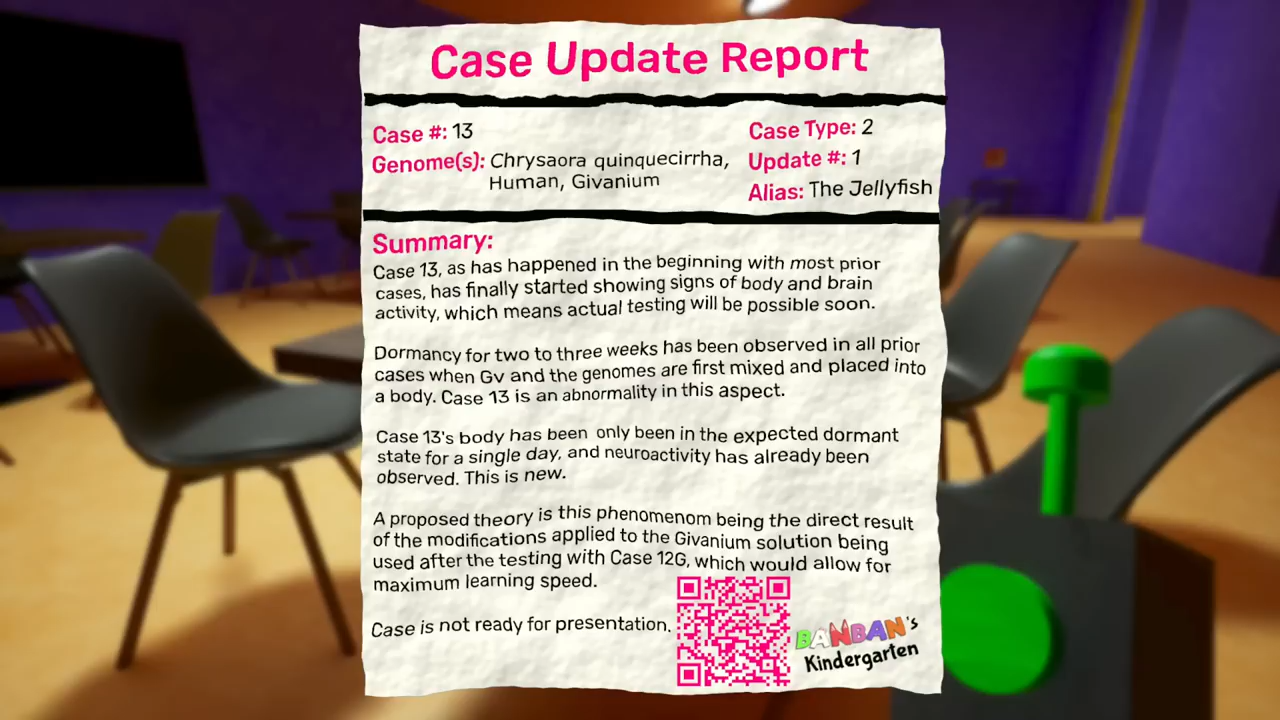 Case Update Report
Case #: 13
Genome(s): Chrysaora quinquecirrha,
Human, Givanium
Case Type: 2
Update #: 1
Alias: The Jellyfish
Summary:
Case 13, as has happened in the beginning with most prior
cases, has finally started showing signs of body and brain
activity, which means actual testing will be possible soon.
Dormancy for two to three weeks has been observed in all prior
cases when Gv and the genomes are first mixed and placed into
a body. Case 13 is an abnormality in this aspect.
Case 13's body has been only been in the expected dormant
state for a single day, and neuroactivity has already been
observed. This is new.
A proposed theory is this phenomenom being the direct result
of the modifications applied to the Givanium solution being
used after the testing with Case 12G, which would allow for
maximum learning speed.
Case is not ready for presentation.
BANBAN's
Kindergarten